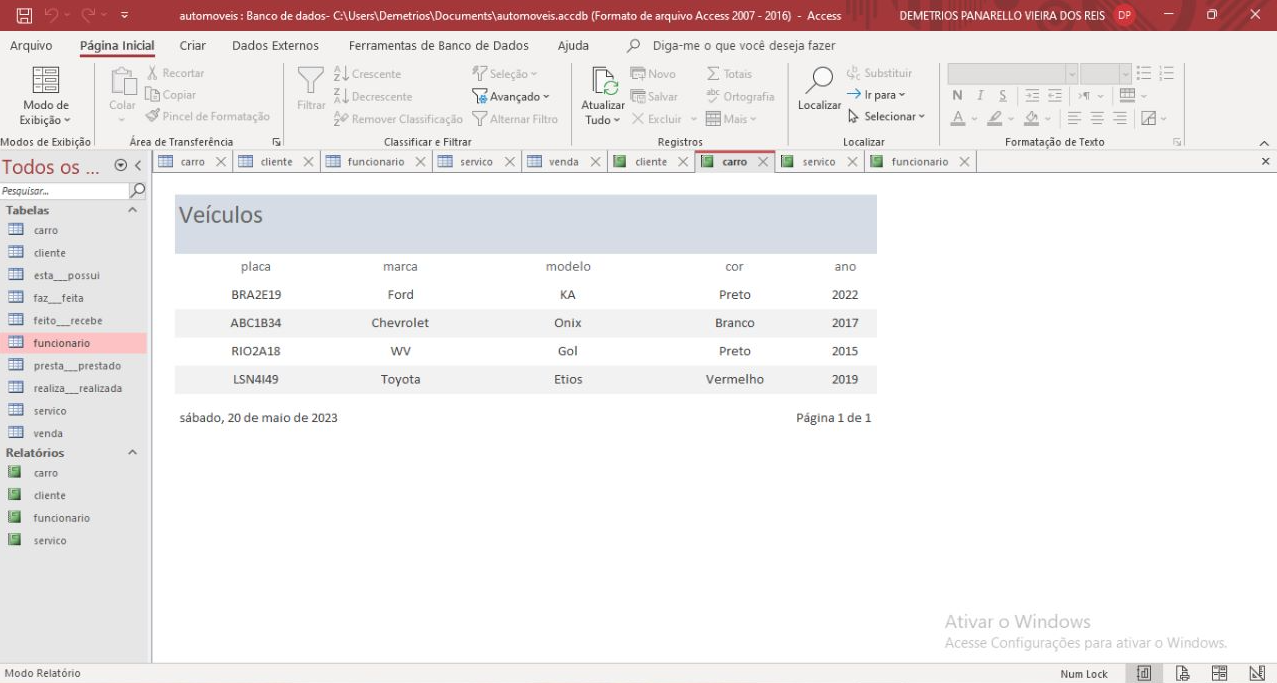 automoveis : Banco de dados- C:\Users\Demetrios\Documents\automoveis.accdb (Formato de arquivo Access 2007 - 2016) - Access DEMETRIOS PANARELLO VIEIRA DOS REIS DP
Arquivo Página Inicial Criar Dados Externos Ferramentas de Banco de Dados Ajuda Diga-me o que você deseja fazer
Modo de Exibição
Modos de Exibição
Colar
Recortar
Copiar
Pincel de Formatação
Área de Transferência
Filtrar
Crescente
Decrescente
Remover Classificação
Seleção
Avançado
Alternar Filtro
Classificar e Filtrar
Atualizar Tudo
Novo
Salvar
Excluir
Totais
Ortografia
Mais
Registros
Localizar
Substituir
Ir para
Selecionar
Localizar
N I S
A
Formatação de Texto
Todos os ...
Pesquisar...
Tabelas
carro
cliente
esta___possui
faz___feita
feito___recebe
funcionario
presta___prestado
realiza___realizada
servico
venda
Relatórios
carro
cliente
funcionario
servico
carro cliente funcionario servico venda cliente carro servico funcionario
Veículos
placa marca modelo cor ano
BRA2E19 Ford KA Preto 2022
ABC1B34 Chevrolet Onix Branco 2017
RIO2A18 WV Gol Preto 2015
LSN4I49 Toyota Etios Vermelho 2019
sábado, 20 de maio de 2023 Página 1 de 1
Ativar o Windows
Acesse Configurações para ativar o Windows.
Modo Relatório Num Lock